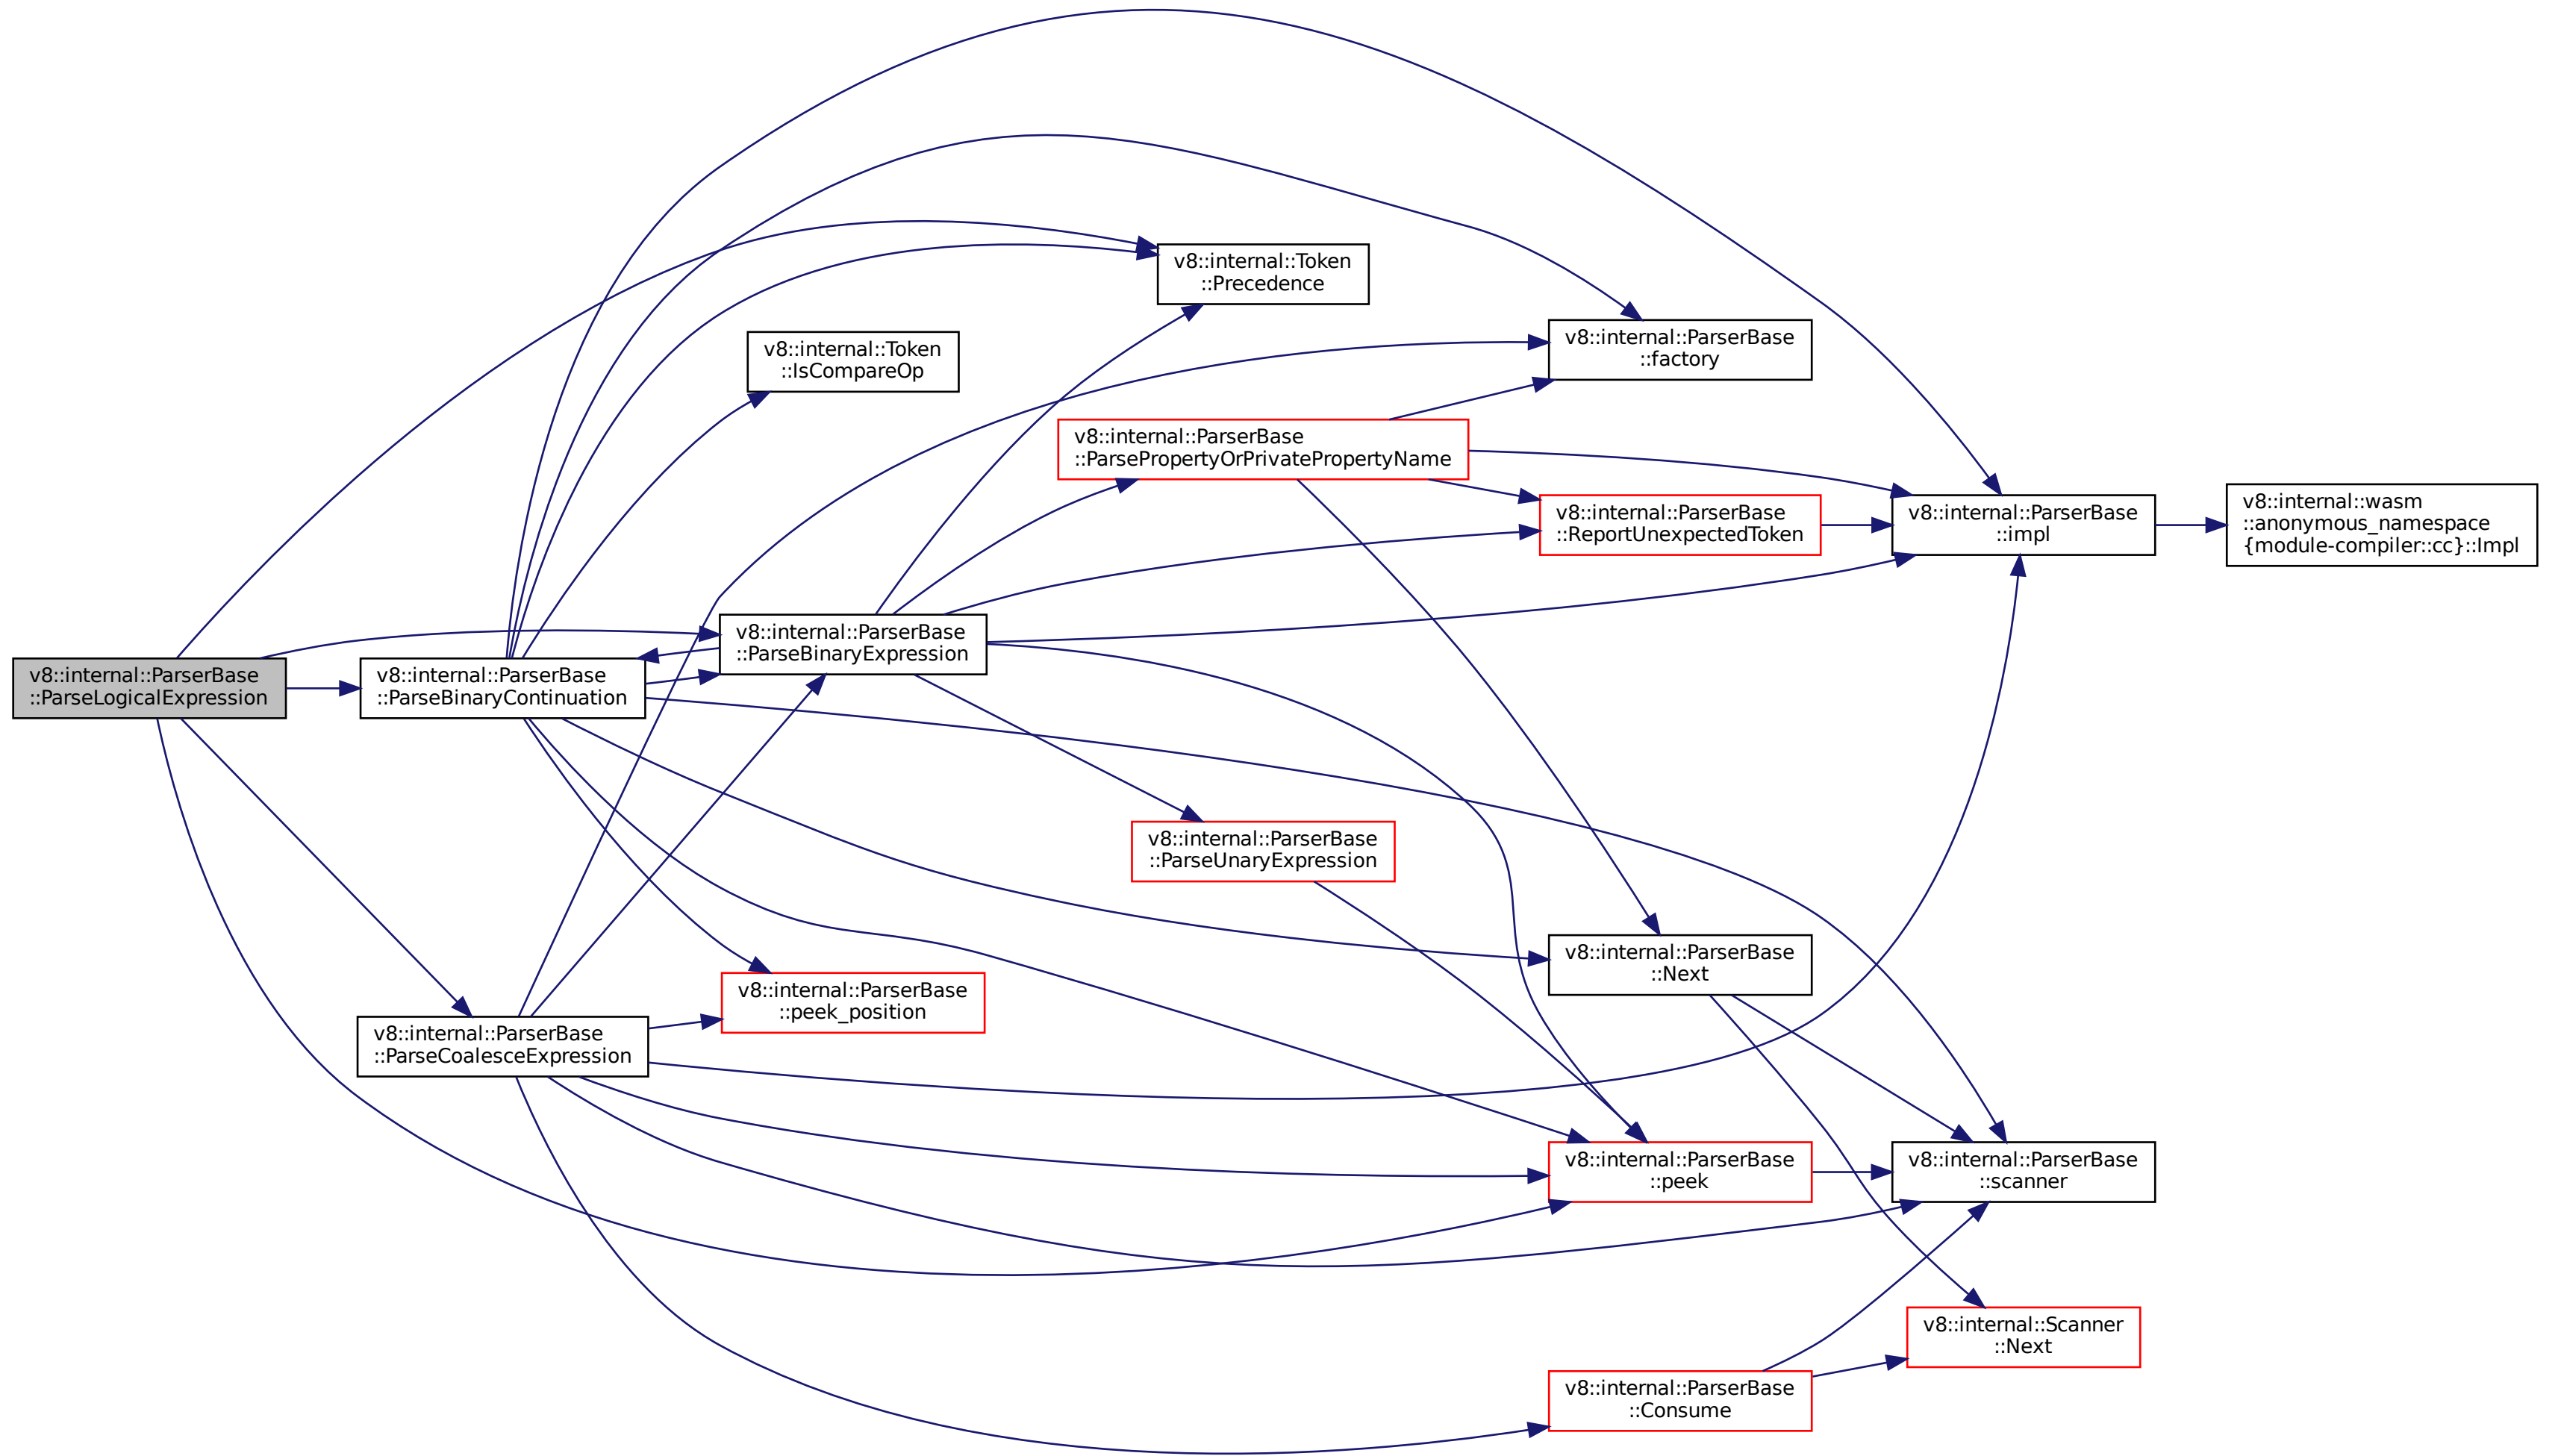 v8::internal::Token
::Precedence
v8::internal::ParserBase
::factory
v8::internal::Token
::IsCompareOp
v8::internal::ParserBase
::ParsePropertyOrPrivatePropertyName
v8::internal::ParserBase
::ReportUnexpectedToken
v8::internal::ParserBase
::impl
v8::internal::wasm
::anonymous_namespace
{module-compiler::cc}::Impl
v8::internal::ParserBase
::ParseBinaryExpression
v8::internal::ParserBase
::ParseLogicalExpression
v8::internal::ParserBase
::ParseBinaryContinuation
v8::internal::ParserBase
::ParseUnaryExpression
v8::internal::ParserBase
::Next
v8::internal::ParserBase
::peek_position
v8::internal::ParserBase
::ParseCoalesceExpression
v8::internal::ParserBase
::peek
v8::internal::ParserBase
::scanner
v8::internal::Scanner
::Next
v8::internal::ParserBase
::Consume